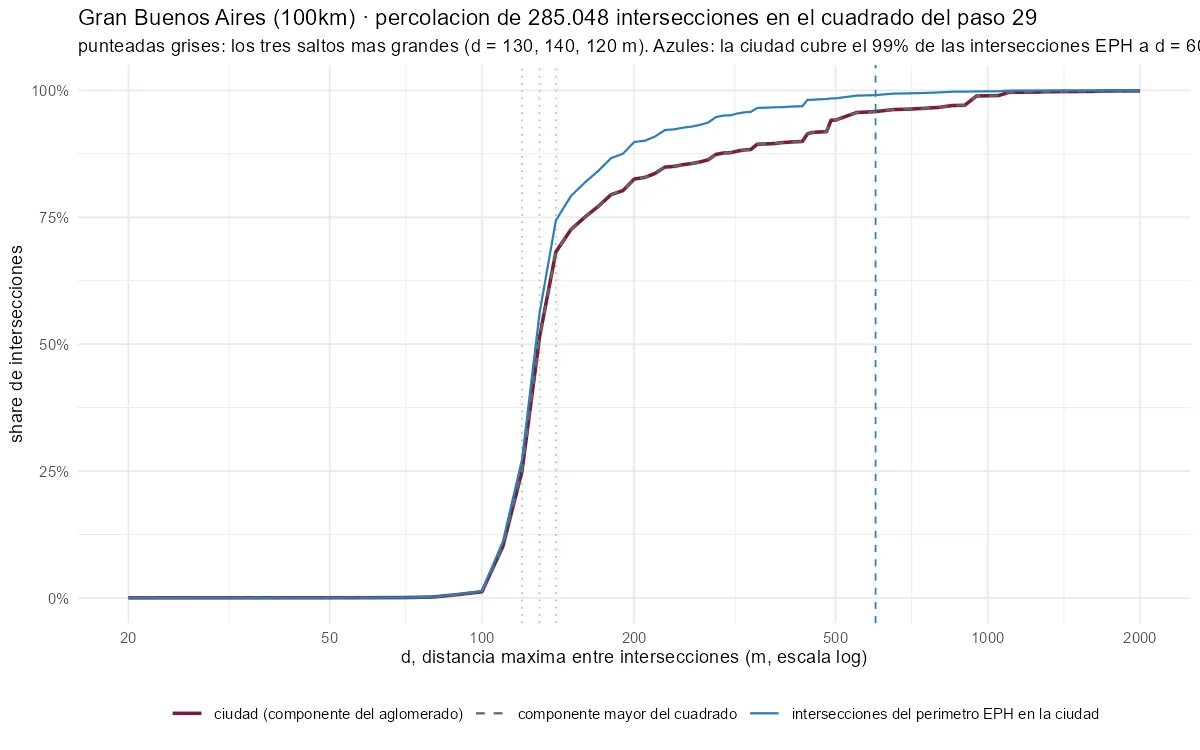 Gran Buenos Aires (100km) · percolacion de 285.048 intersecciones en el cuadrado del paso 29
punteadas grises: los tres saltos mas grandes (d = 130, 140, 120 m). Azules: la ciudad cubre el 99% de las intersecciones EPH a d = 60
100%
75%
50%
25%
0%
share de intersecciones
20 50 100 200 500 1000 2000
d, distancia maxima entre intersecciones (m, escala log)
ciudad (componente del aglomerado) componente mayor del cuadrado intersecciones del perimetro EPH en la ciudad